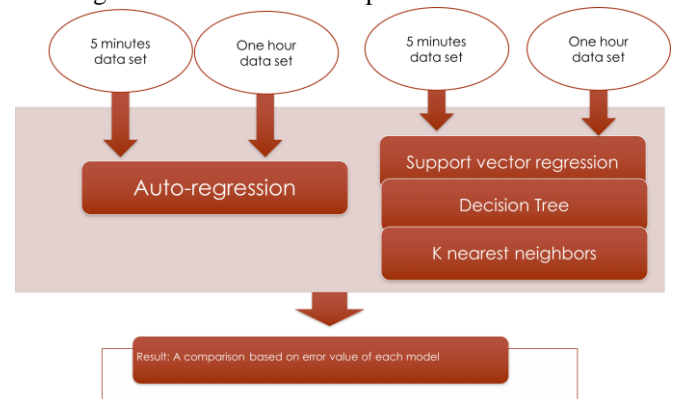 5 minutes
data set
One hour
data set
5 minutes
data set
One hour
data set
Auto-regression
Support vector regression
Decision Tree
K nearest neighbors
Result: A comparison based on error value of each model